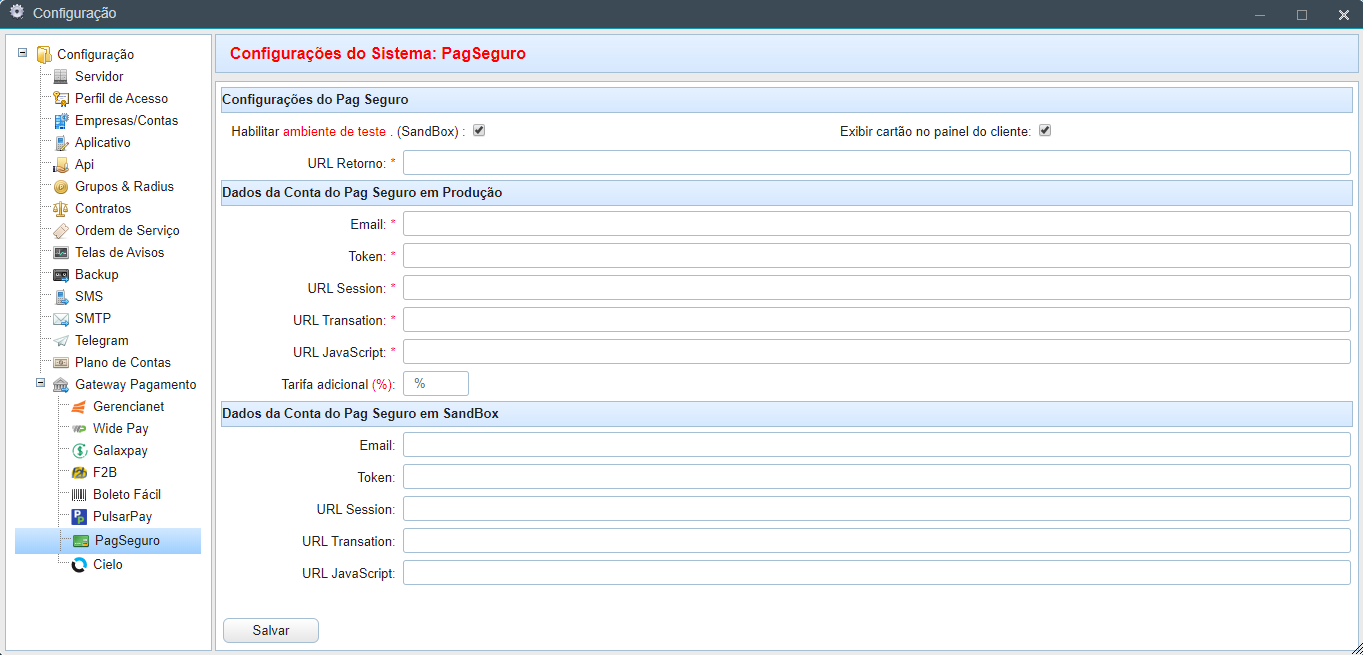 Configuração
Configuração
Servidor
Perfil de Acesso
Empresas/Contas
Aplicativo
Api
Grupos & Radius
Contratos
Ordem de Serviço
Telas de Avisos
Backup
SMS
SMTP
Telegram
Plano de Contas
Gateway Pagamento
Gerencianet
Wide Pay
Galaxpay
F2B
Boleto Fácil
PulsarPay
PagSeguro
Cielo
Configurações do Sistema: PagSeguro
Configurações do Pag Seguro
Habilitar ambiente de teste . (SandBox) :
Exibir cartão no painel do cliente:
URL Retorno: *
Dados da Conta do Pag Seguro em Produção
Email: *
Token: *
URL Session: *
URL Transation: *
URL JavaScript: *
Tarifa adicional (%): %
Dados da Conta do Pag Seguro em SandBox
Email:
Token:
URL Session:
URL Transation:
URL JavaScript:
Salvar